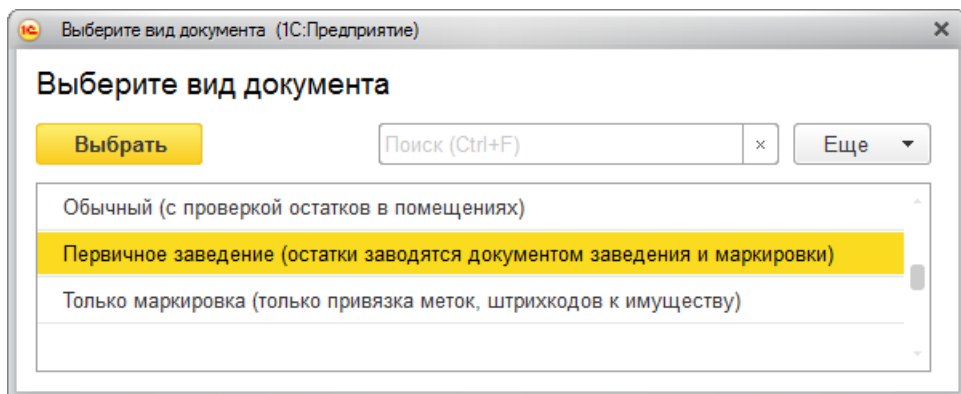 1С Выберите вид документа (1С:Предприятие)
Выберите вид документа
Выбрать Поиск (Ctrl+F) × Еще
Обычный (с проверкой остатков в помещениях)
Первичное заведение (остатки заводятся документом заведения и маркировки)
Только маркировка (только привязка меток, штрихкодов к имуществу)